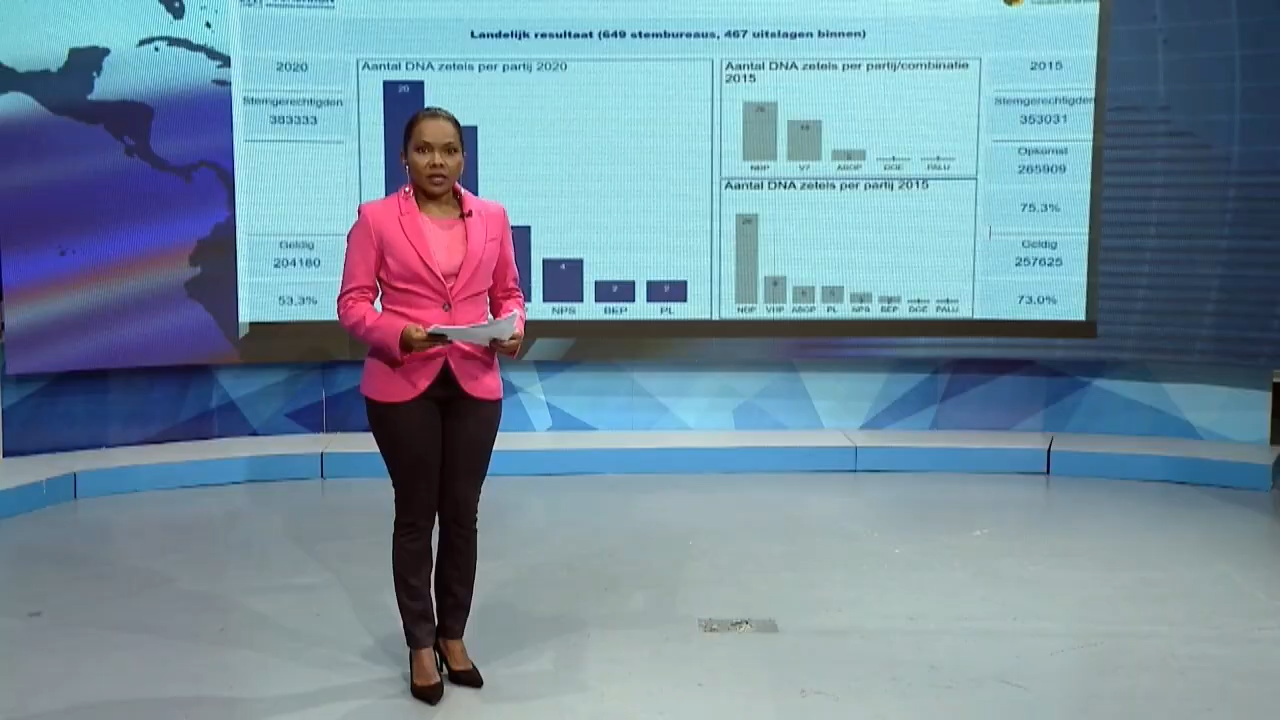 Landelijk resultaat (649 stembureaus, 467 uitslagen binnen)
2020
Stemgerechtigden
383333
Geldig
204180
53,3%
Aantal DNA zetels per partij 2020
20
4
2
2
NPS
BEP
PL
Aantal DNA zetels per partij/combinatie
2015
NDP
V7
ABOP
DOE
PALU
Aantal DNA zetels per partij 2015
NDP
VHP
ABOP
PL
NPS
BEP
DOE
PALU
2015
Stemgerechtigden
353031
Opkomst
265909
75,3%
Geldig
257625
73,0%